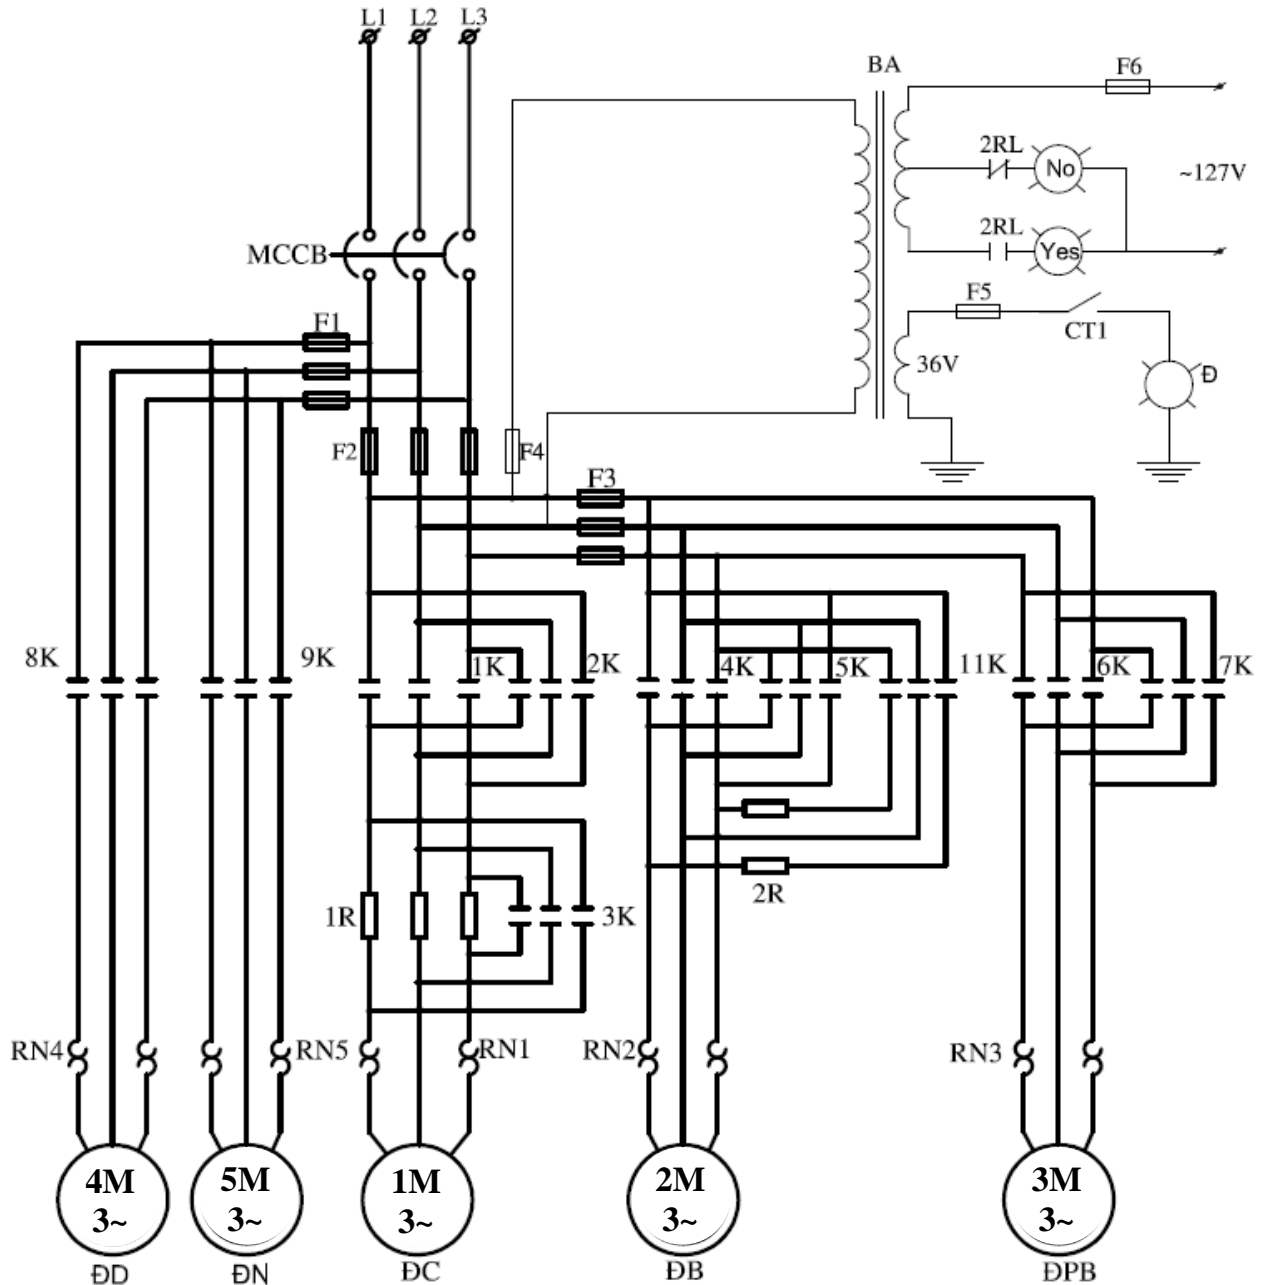 L1 L2 L3
BA
F6
2RL
No
~127V
2RL
Yes
MCCB
F5
CT1
F1
36V
Đ
F2
F4
F3
8K
9K
1K
2K
4K
5K
11K
6K
7K
2R
1R
3K
RN4
RN5
RN1
RN2
RN3
4M
3~
5M
3~
1M
3~
2M
3~
3M
3~
ĐD
ĐN
ĐC
ĐB
ĐPB